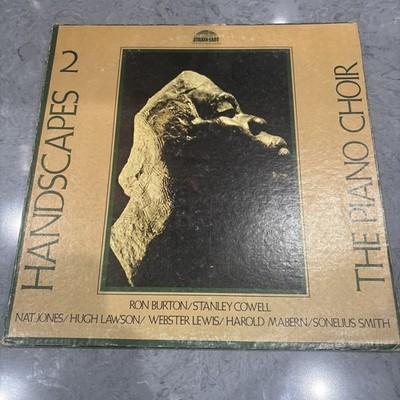 STRATA-EAST
HANDSCAPES 2
THE PIANO CHOIR
RON BURTON/STANLEY COWELL
NAT JONES/HUGH LAWSON/WEBSTER LEWIS/HAROLD MABERN/SONELIUS SMITH